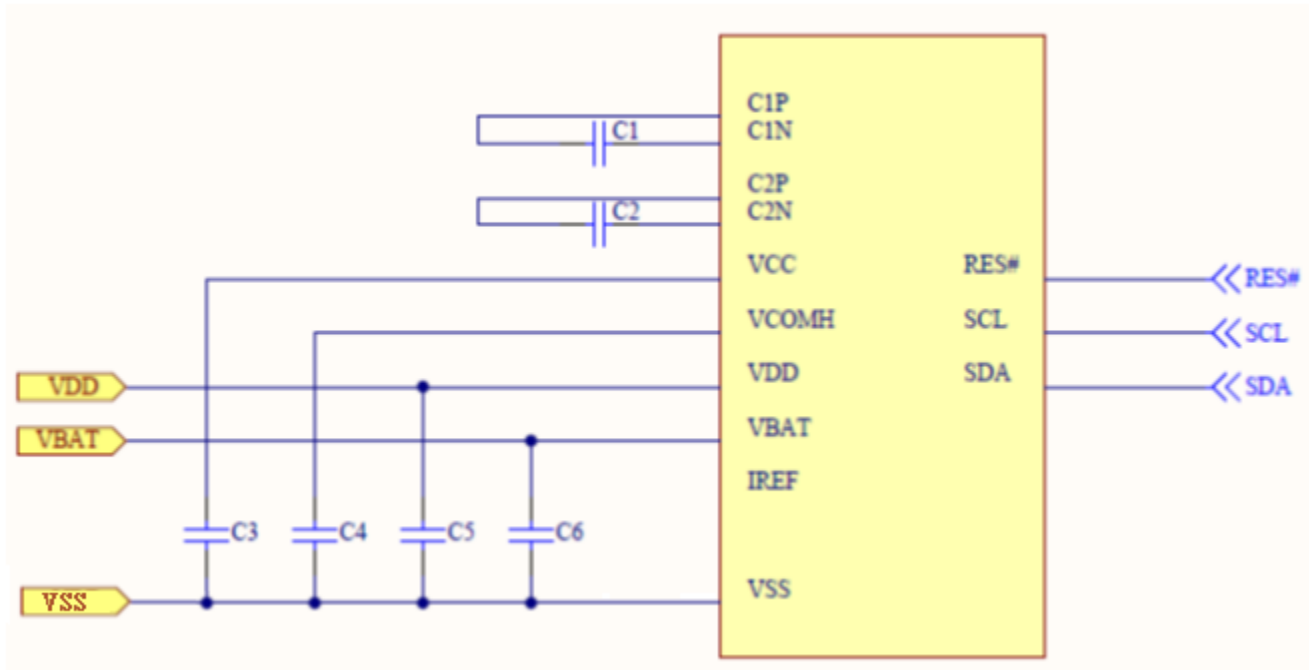 C1P
C1 C1N
C2P
C2 C2N
VCC RES# RES#
VCOMH SCL SCL
VDD VDD SDA SDA
VBAT VBAT
IREF
C3 C4 C5 C6
VSS VSS